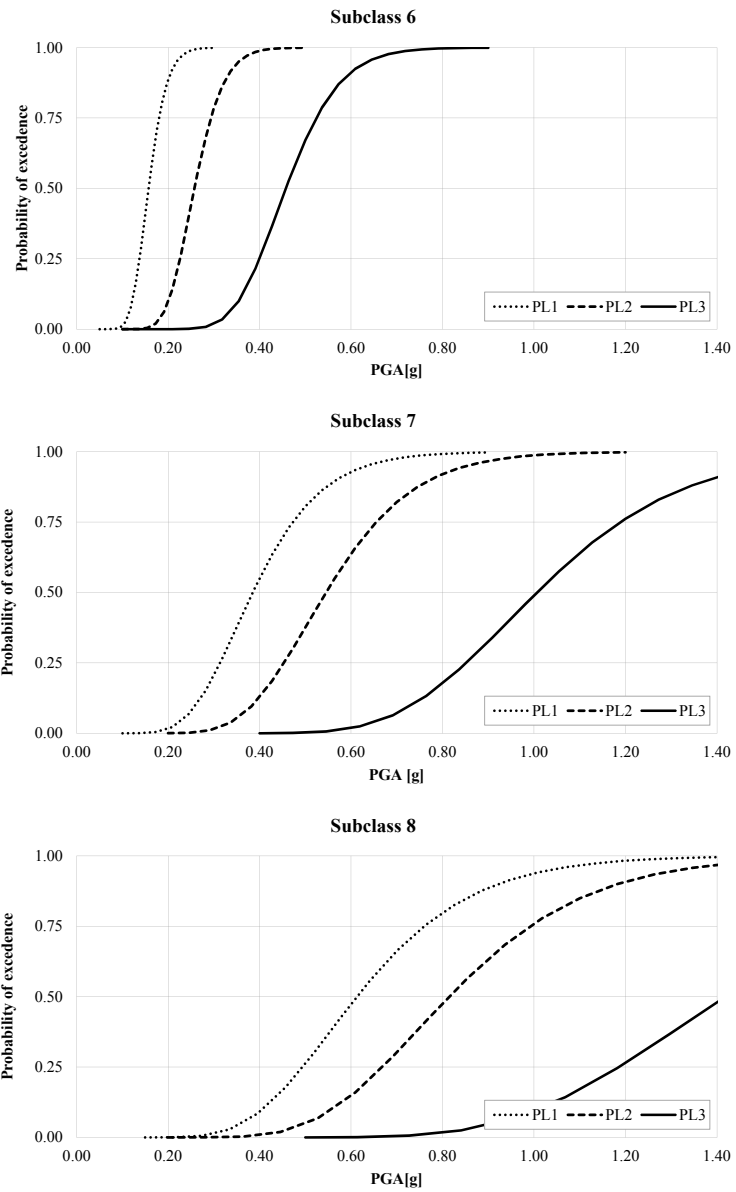 Subclass 6
Probability of excedence
1.00
0.75
0.50
0.25
0.00
PL1 PL2 PL3
0.00 0.20 0.40 0.60 0.80 1.00 1.20 1.40
PGA[g]
Subclass 7
Probability of excedence
1.00
0.75
0.50
0.25
0.00
PL1 PL2 PL3
0.00 0.20 0.40 0.60 0.80 1.00 1.20 1.40
PGA [g]
Subclass 8
Probability of excedence
1.00
0.75
0.50
0.25
0.00
PL1 PL2 PL3
0.00 0.20 0.40 0.60 0.80 1.00 1.20 1.40
PGA[g]